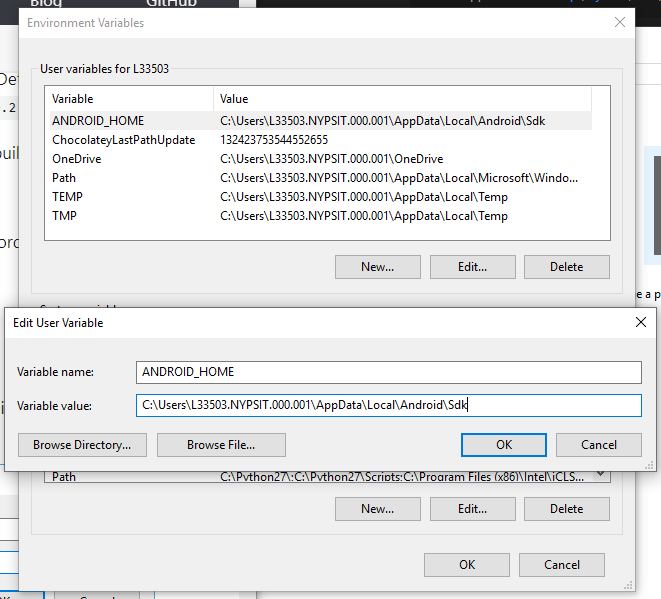 Blog GitHub
Environment Variables
User variables for L33503
Variable Value
ANDROID_HOME C:\Users\L33503.NYPSIT.000.001\AppData\Local\Android\Sdk
ChocolateyLastPathUpdate 132423753544552655
OneDrive C:\Users\L33503.NYPSIT.000.001\OneDrive
Path C:\Users\L33503.NYPSIT.000.001\AppData\Local\Microsoft\Windo...
TEMP C:\Users\L33503.NYPSIT.000.001\AppData\Local\Temp
TMP C:\Users\L33503.NYPSIT.000.001\AppData\Local\Temp
New... Edit... Delete
e a p
Edit User Variable
Variable name: ANDROID_HOME
Variable value: C:\Users\L33503.NYPSIT.000.001\AppData\Local\Android\Sdk
Browse Directory... Browse File... OK Cancel
Path C:\Python27\;C:\Python27\Scripts;C:\Program Files (x86)\Intel\iCLS...
New... Edit... Delete
OK Cancel